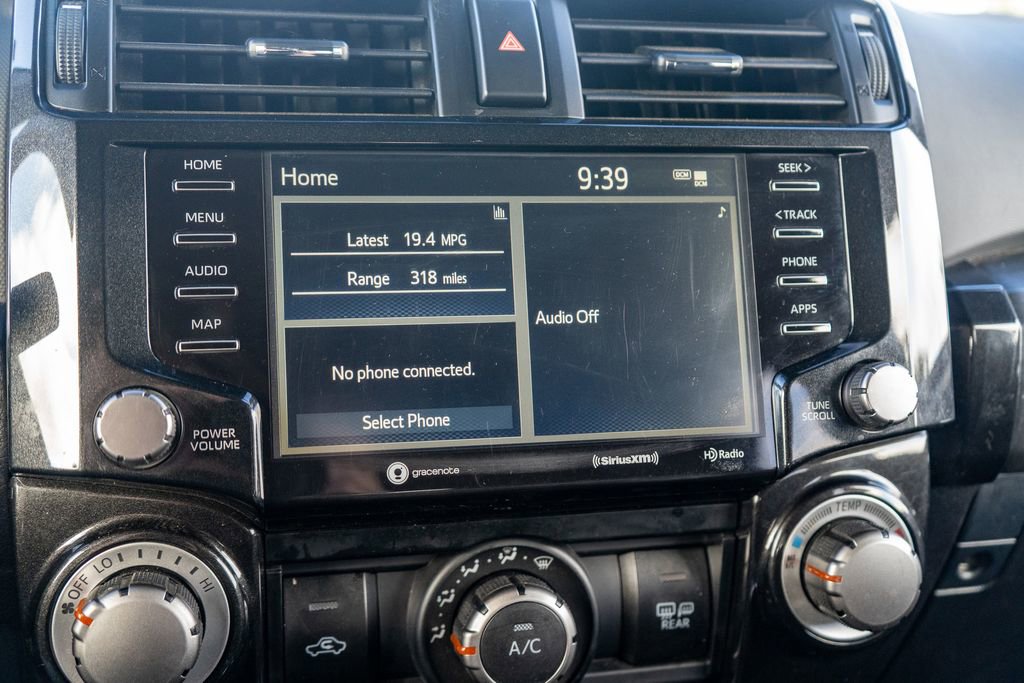 HOME
MENU
AUDIO
MAP
POWER
VOLUME
Home 9:39 DCM DCM
Latest 19.4 MPG
Range 318 miles
No phone connected.
Select Phone
Audio Off
gracenote
((SiriusXM))
HD Radio
SEEK >
< TRACK
PHONE
APPS
TUNE
SCROLL
OFF LO HI
A/C
REAR
TEMP